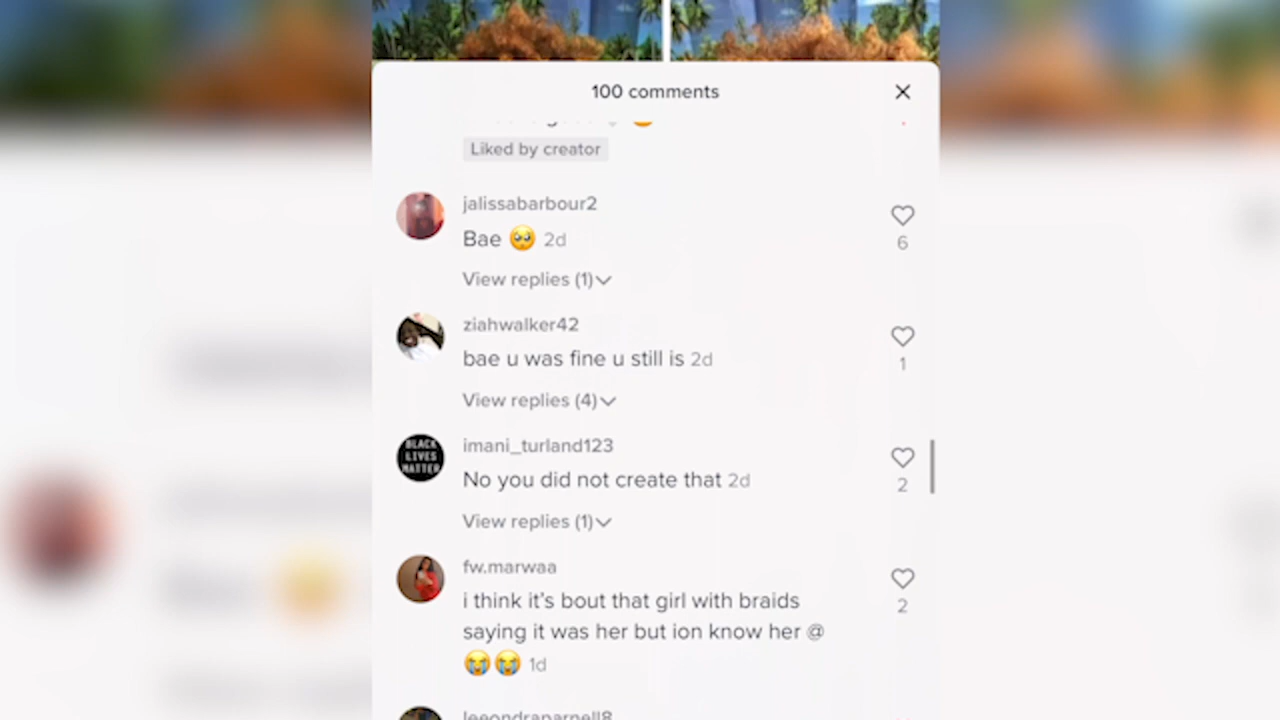 100 comments
Liked by creator
jalissabarbour2
Bae 🥺 2d
6
View replies (1)
ziahwalker42
bae u was fine u still is 2d
1
View replies (4)
BLACK
LIVES
MATTER
imani_turland123
No you did not create that 2d
2
View replies (1)
fw.marwaa
i think it's bout that girl with braids
saying it was her but ion know her @
😭😭 1d
2
leeondraparnell8